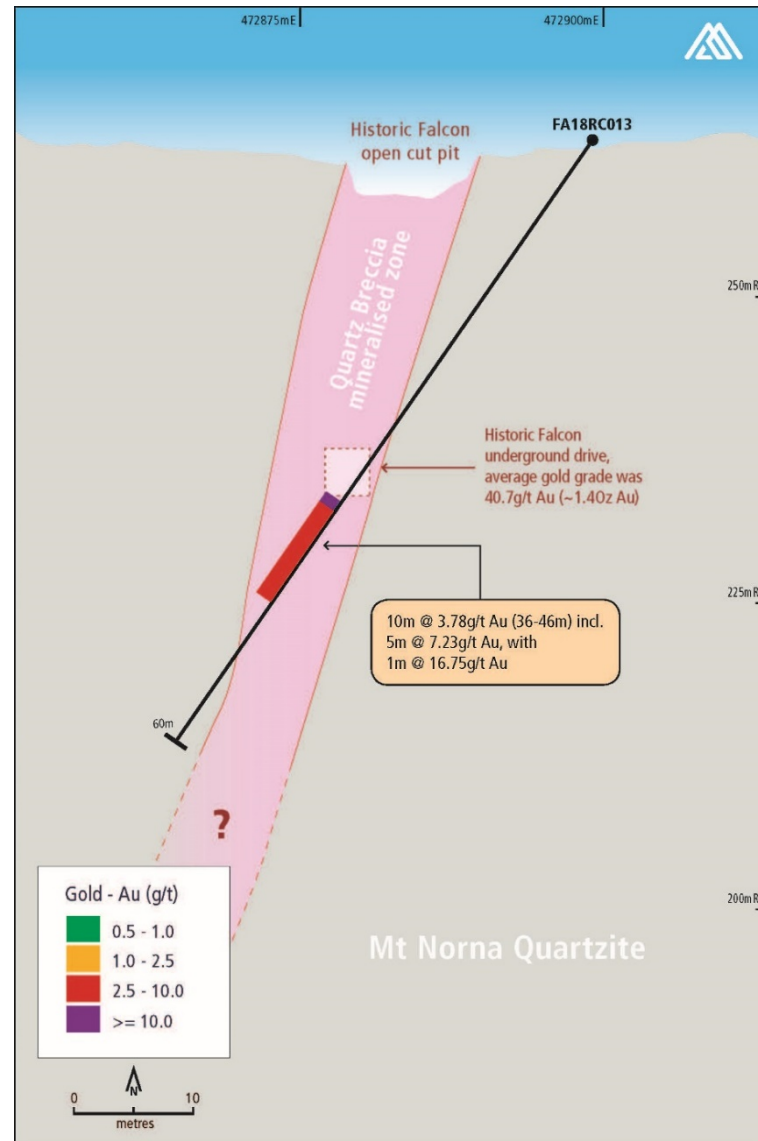 472875mE
472900mE
FA18RC013
Historic Falcon
open cut pit
Quartz Breccia
mineralised zone
250mR
Historic Falcon
underground drive,
average gold grade was
40.7g/t Au (~1.4Oz Au)
225mR
10m @ 3.78g/t Au (36-46m) incl.
5m @ 7.23g/t Au, with
1m @ 16.75g/t Au
60m
?
200mR
Mt Norna Quartzite
Gold - Au (g/t)
0.5 - 1.0
1.0 - 2.5
2.5 - 10.0
>= 10.0
N
0 10
metres